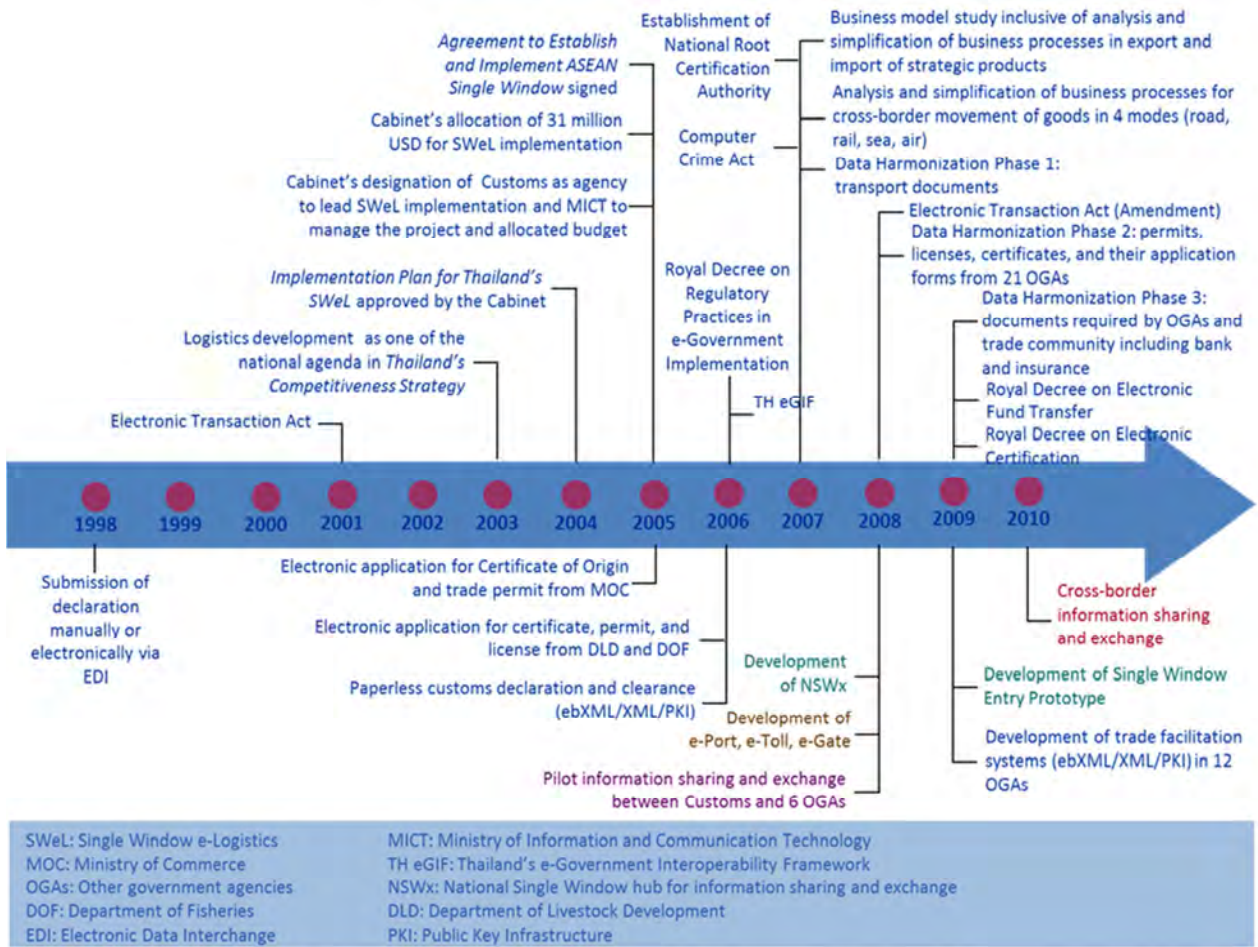 Agreement to Establish
and Implement ASEAN
Single Window signed
Cabinet's allocation of 31 million
USD for SWeL implementation
Cabinet's designation of Customs as agency
to lead SWeL implementation and MICT to
manage the project and allocated budget
Implementation Plan for Thailand's
SWeL approved by the Cabinet
Logistics development as one of the
national agenda in Thailand's
Competitiveness Strategy
Electronic Transaction Act
Establishment of
National Root
Certification
Authority
Computer
Crime Act
Royal Decree on
Regulatory
Practices in
e-Government
Implementation
TH eGIF
Business model study inclusive of analysis and
simplification of business processes in export and
import of strategic products
Analysis and simplification of business processes for
cross-border movement of goods in 4 modes (road,
rail, sea, air)
Data Harmonization Phase 1:
transport documents
Electronic Transaction Act (Amendment)
Data Harmonization Phase 2: permits.
licenses, certificates, and their application
forms from 21 OGAs
Data Harmonization Phase 3:
documents required by OGAs and
trade community including bank
and insurance
Royal Decree on Electronic
Fund Transfer
Royal Decree on Electronic
Certification
1998
1999
2000
2001
2002
2003
2004
2005
2006
2007
2008
2009
2010
Submission of
declaration
manually or
electronically via
EDI
Electronic application for Certificate of Origin
and trade permit from MOC
Electronic application for certificate, permit, and
license from DLD and DOF
Paperless customs declaration and clearance
(ebXML/XML/PKI)
Development
of NSWx
Development of
e-Port, e-Toll, e-Gate
Pilot information sharing and exchange
between Customs and 6 OGAs
Cross-border
information sharing
and exchange
Development of Single Window
Entry Prototype
Development of trade facilitation
systems (ebXML/XML/PKI) in 12
OGAs
SWeL: Single Window e-Logistics
MOC: Ministry of Commerce
OGAs: Other government agencies
DOF: Department of Fisheries
EDI: Electronic Data Interchange
MICT: Ministry of Information and Communication Technology
TH eGIF: Thailand's e-Government Interoperability Framework
NSWx: National Single Window hub for information sharing and exchange
DLD: Department of Livestock Development
PKI: Public Key Infrastructure